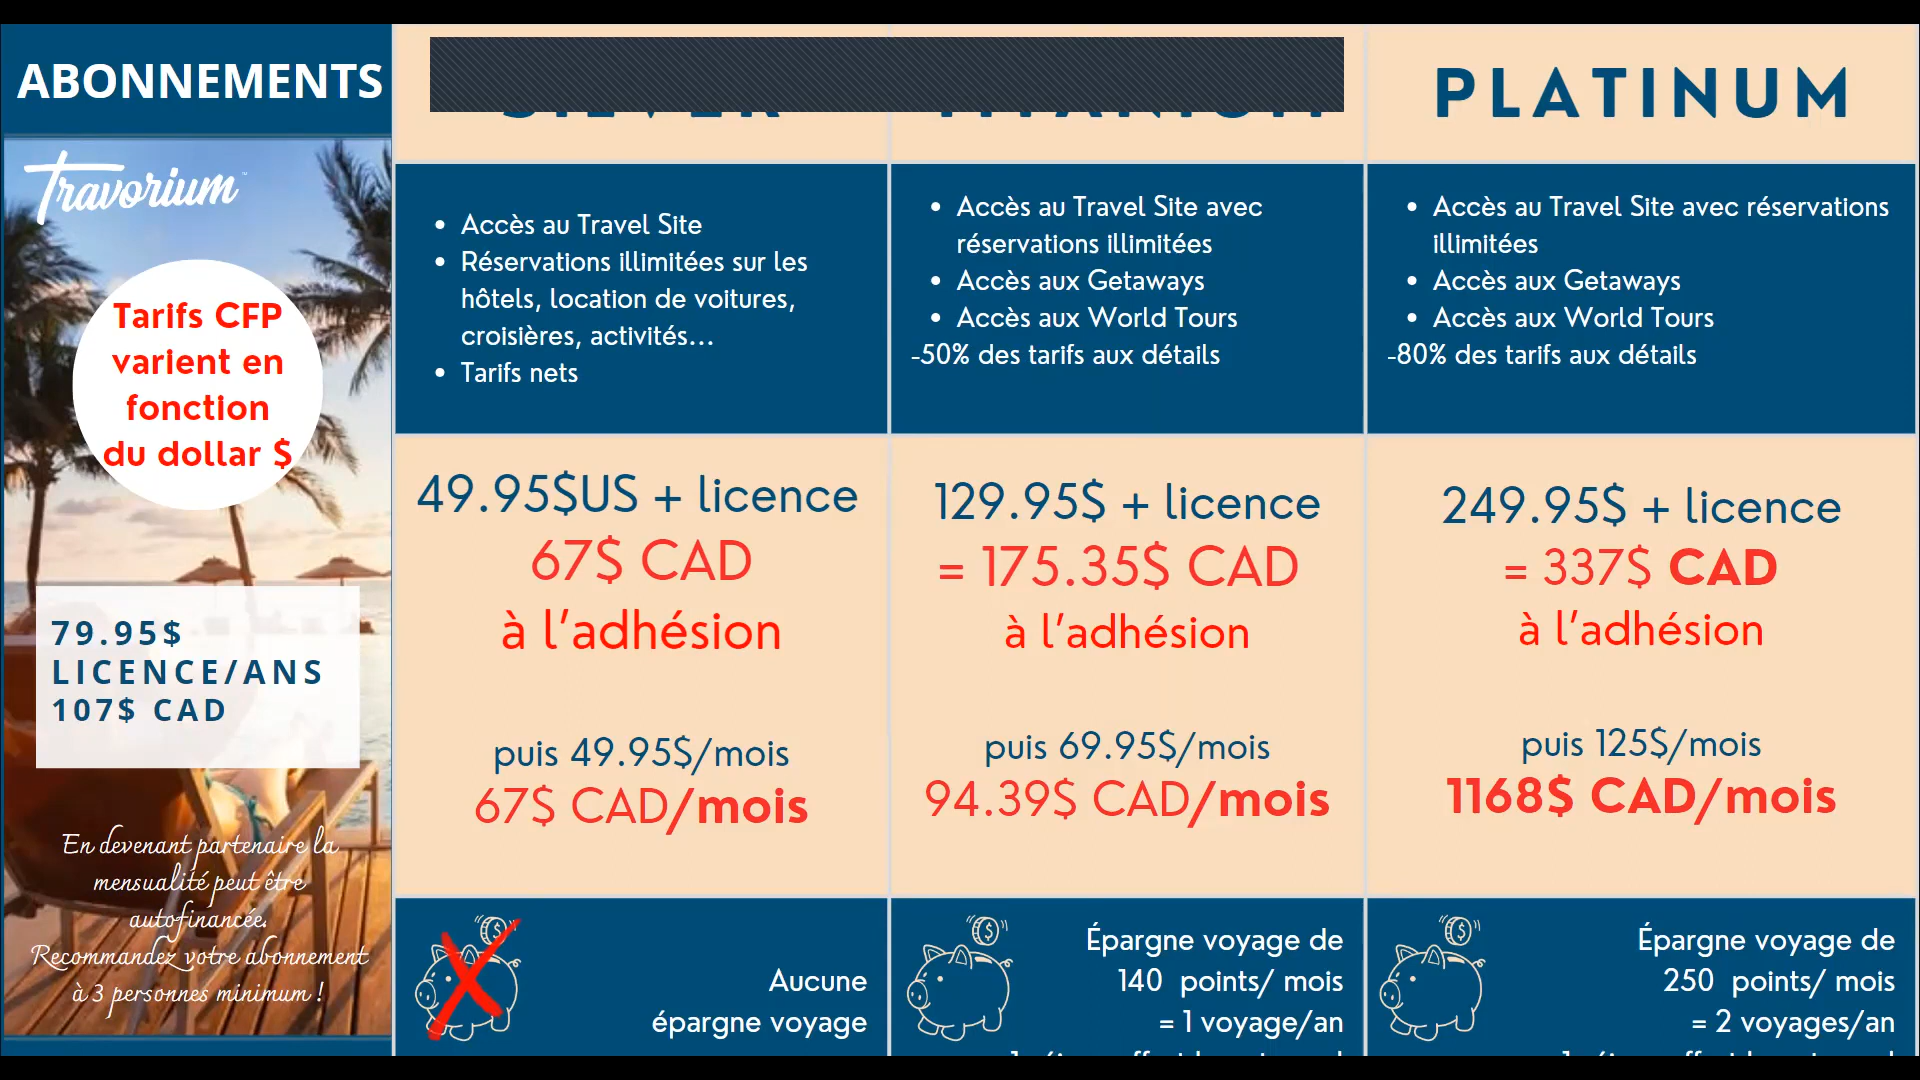 ABONNEMENTS
PLATINUM
Travorium
Tarifs CFP
varient en
fonction
du dollar $
79.95$
LICENCE/ANS
107$ CAD
En devenant partenaire la
mensualité peut être
autofinancée.
Recommandez votre abonnement
à 3 personnes minimum !
• Accès au Travel Site
• Réservations illimitées sur les
hôtels, location de voitures,
croisières, activités...
• Tarifs nets
• Accès au Travel Site avec
réservations illimitées
• Accès aux Getaways
• Accès aux World Tours
-50% des tarifs aux détails
• Accès au Travel Site avec réservations
illimitées
• Accès aux Getaways
• Accès aux World Tours
-80% des tarifs aux détails
49.95$US + licence
67$ CAD
à l'adhésion
puis 49.95$/mois
67$ CAD/mois
129.95$ + licence
= 175.35$ CAD
à l'adhésion
puis 69.95$/mois
94.39$ CAD/mois
249.95$ + licence
= 337$ CAD
à l'adhésion
puis 125$/mois
1168$ CAD/mois
Aucune
épargne voyage
Épargne voyage de
140 points/ mois
= 1 voyage/an
Épargne voyage de
250 points/ mois
= 2 voyages/an